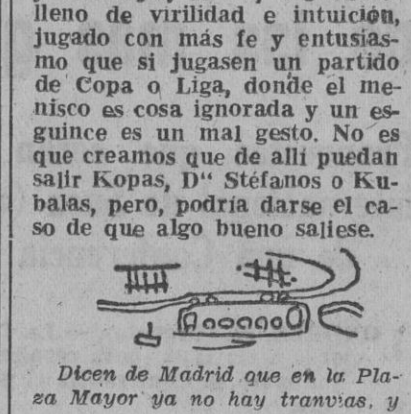 lleno de virilidad e intuición,
jugado con más fe y entusias-
mo que si jugasen un partido
de Copa o Liga, donde el me-
nisco es cosa ignorada y un es-
guince es un mal gesto. No es
que creamos que de allí puedan
salir Kopas, D" Stéfanos o Ku-
balas, pero, podría darse el ca-
so de que algo bueno saliese.
Dicen de Madrid que en la Pla-
za Mayor ya no hay tranvías, y